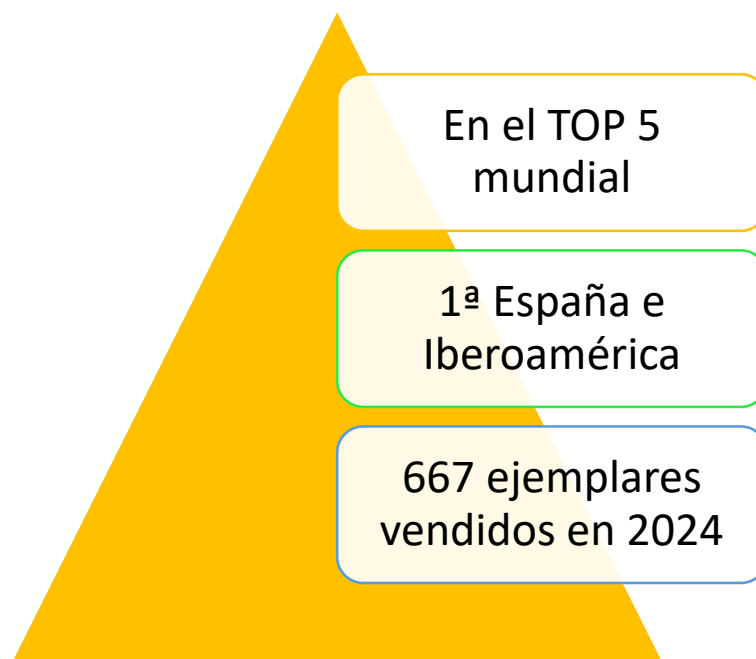 En el TOP 5
mundial
1ª España e
Iberoamérica
667 ejemplares
vendidos en 2024